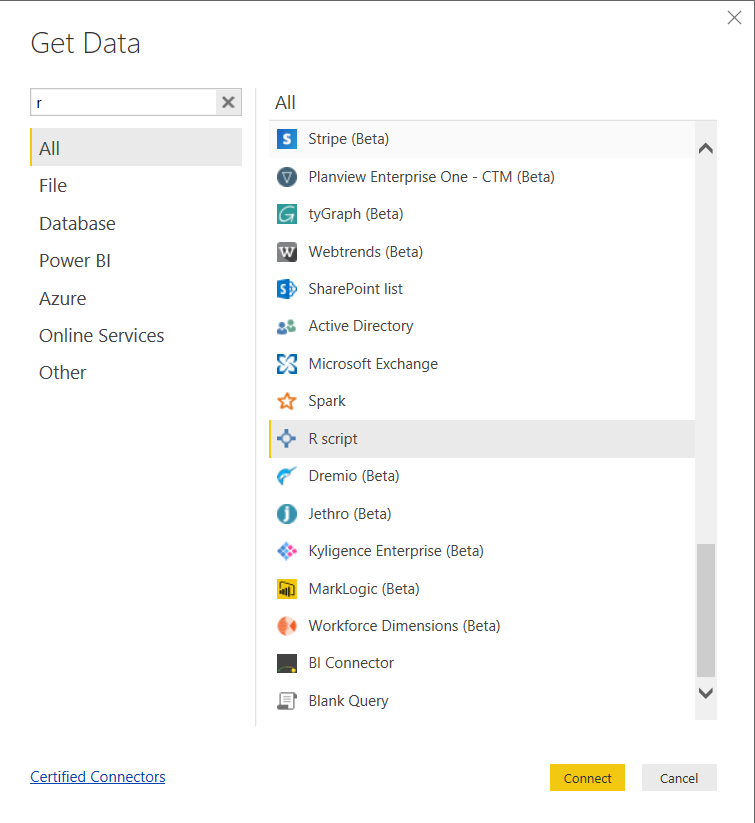 Get Data
r
All
File
Database
Power BI
Azure
Online Services
Other
All
Stripe (Beta)
Planview Enterprise One - CTM (Beta)
tyGraph (Beta)
Webtrends (Beta)
SharePoint list
Active Directory
Microsoft Exchange
Spark
R script
Dremio (Beta)
Jethro (Beta)
Kyligence Enterprise (Beta)
MarkLogic (Beta)
Workforce Dimensions (Beta)
BI Connector
Blank Query
Certified Connectors
Connect
Cancel